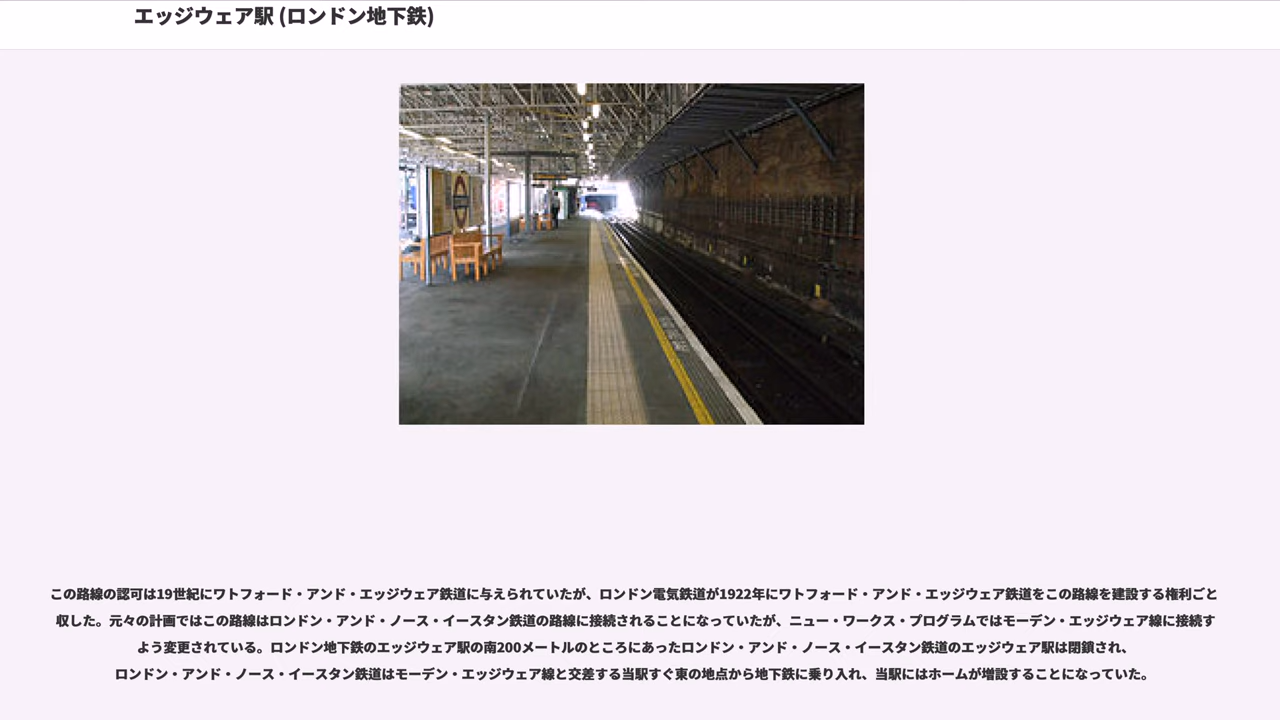 エッジウェア駅 (ロンドン地下鉄)
この路線の認可は19世紀にワトフォード・アンド・エッジウェア鉄道に与えられていたが、ロンドン電気鉄道が1922年にワトフォード・アンド・エッジウェア鉄道をこの路線を建設する権利ごと
収した。元々の計画ではこの路線はロンドン・アンド・ノース・イースタン鉄道の路線に接続されることになっていたが、ニュー・ワークス・プログラムではモーデン・エッジウェア線に接続す
よう変更されている。ロンドン地下鉄のエッジウェア駅の南200メートルのところにあったロンドン・アンド・ノース・イースタン鉄道のエッジウェア駅は閉鎖され、
ロンドン・アンド・ノース・イースタン鉄道はモーデン・エッジウェア線と交差する当駅すぐ東の地点から地下鉄に乗り入れ、当駅にはホームが増設することになっていた。